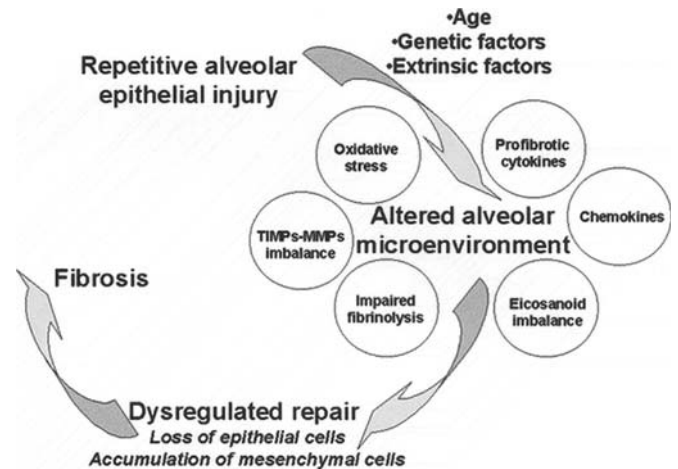 •Age
•Genetic factors
•Extrinsic factors
Repetitive alveolar
epithelial injury
Oxidative
stress
Profibrotic
cytokines
TIMPs-MMPs
imbalance
Altered alveolar
microenvironment
Chemokines
Fibrosis
Impaired
fibrinolysis
Eicosanoid
imbalance
Dysregulated repair
Loss of epithelial cells
Accumulation of mesenchymal cells